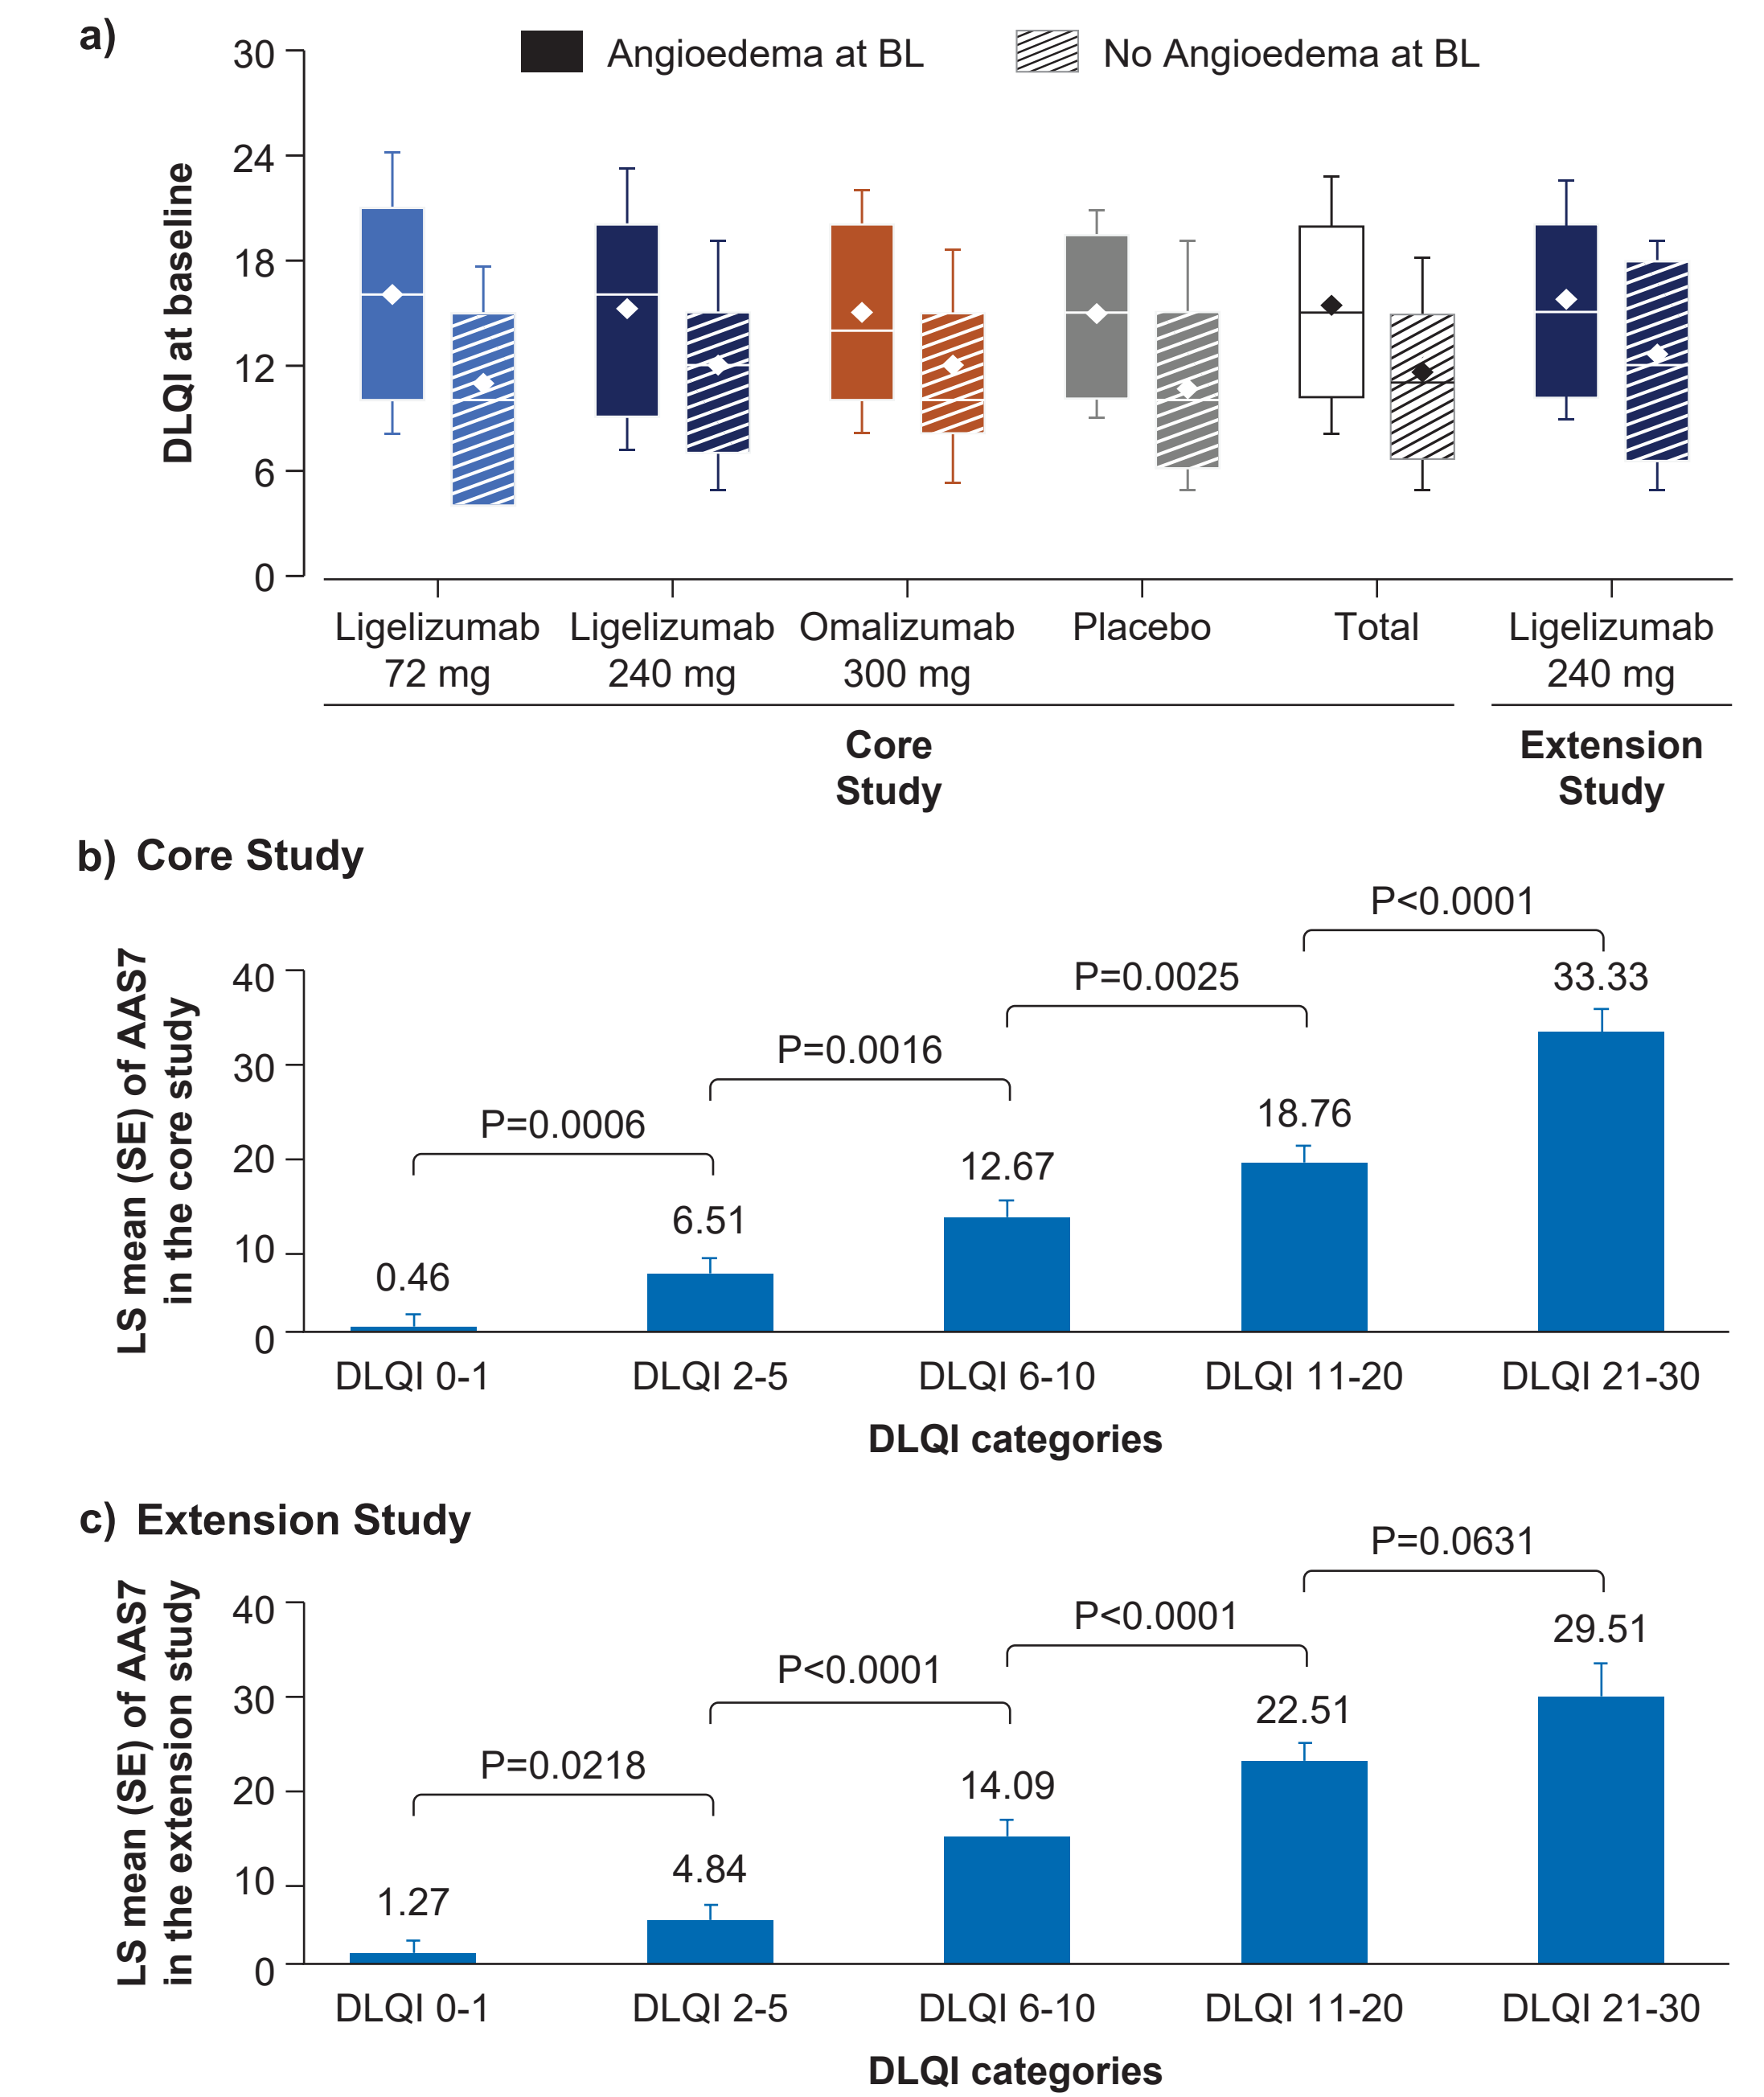 a)
Angioedema at BL
No Angioedema at BL
DLQI at baseline
30
24
18
12
6
0
Ligelizumab
72 mg
Ligelizumab
240 mg
Omalizumab
300 mg
Placebo
Total
Ligelizumab
240 mg
Core
Study
Extension
Study
b) Core Study
LS mean (SE) of AAS7
in the core study
40
30
20
10
0
P=0.0006
P=0.0016
P=0.0025
P<0.0001
0.46
6.51
12.67
18.76
33.33
DLQI 0-1
DLQI 2-5
DLQI 6-10
DLQI 11-20
DLQI 21-30
DLQI categories
c) Extension Study
LS mean (SE) of AAS7
in the extension study
40
30
20
10
0
P=0.0218
P<0.0001
P<0.0001
P=0.0631
1.27
4.84
14.09
22.51
29.51
DLQI 0-1
DLQI 2-5
DLQI 6-10
DLQI 11-20
DLQI 21-30
DLQI categories